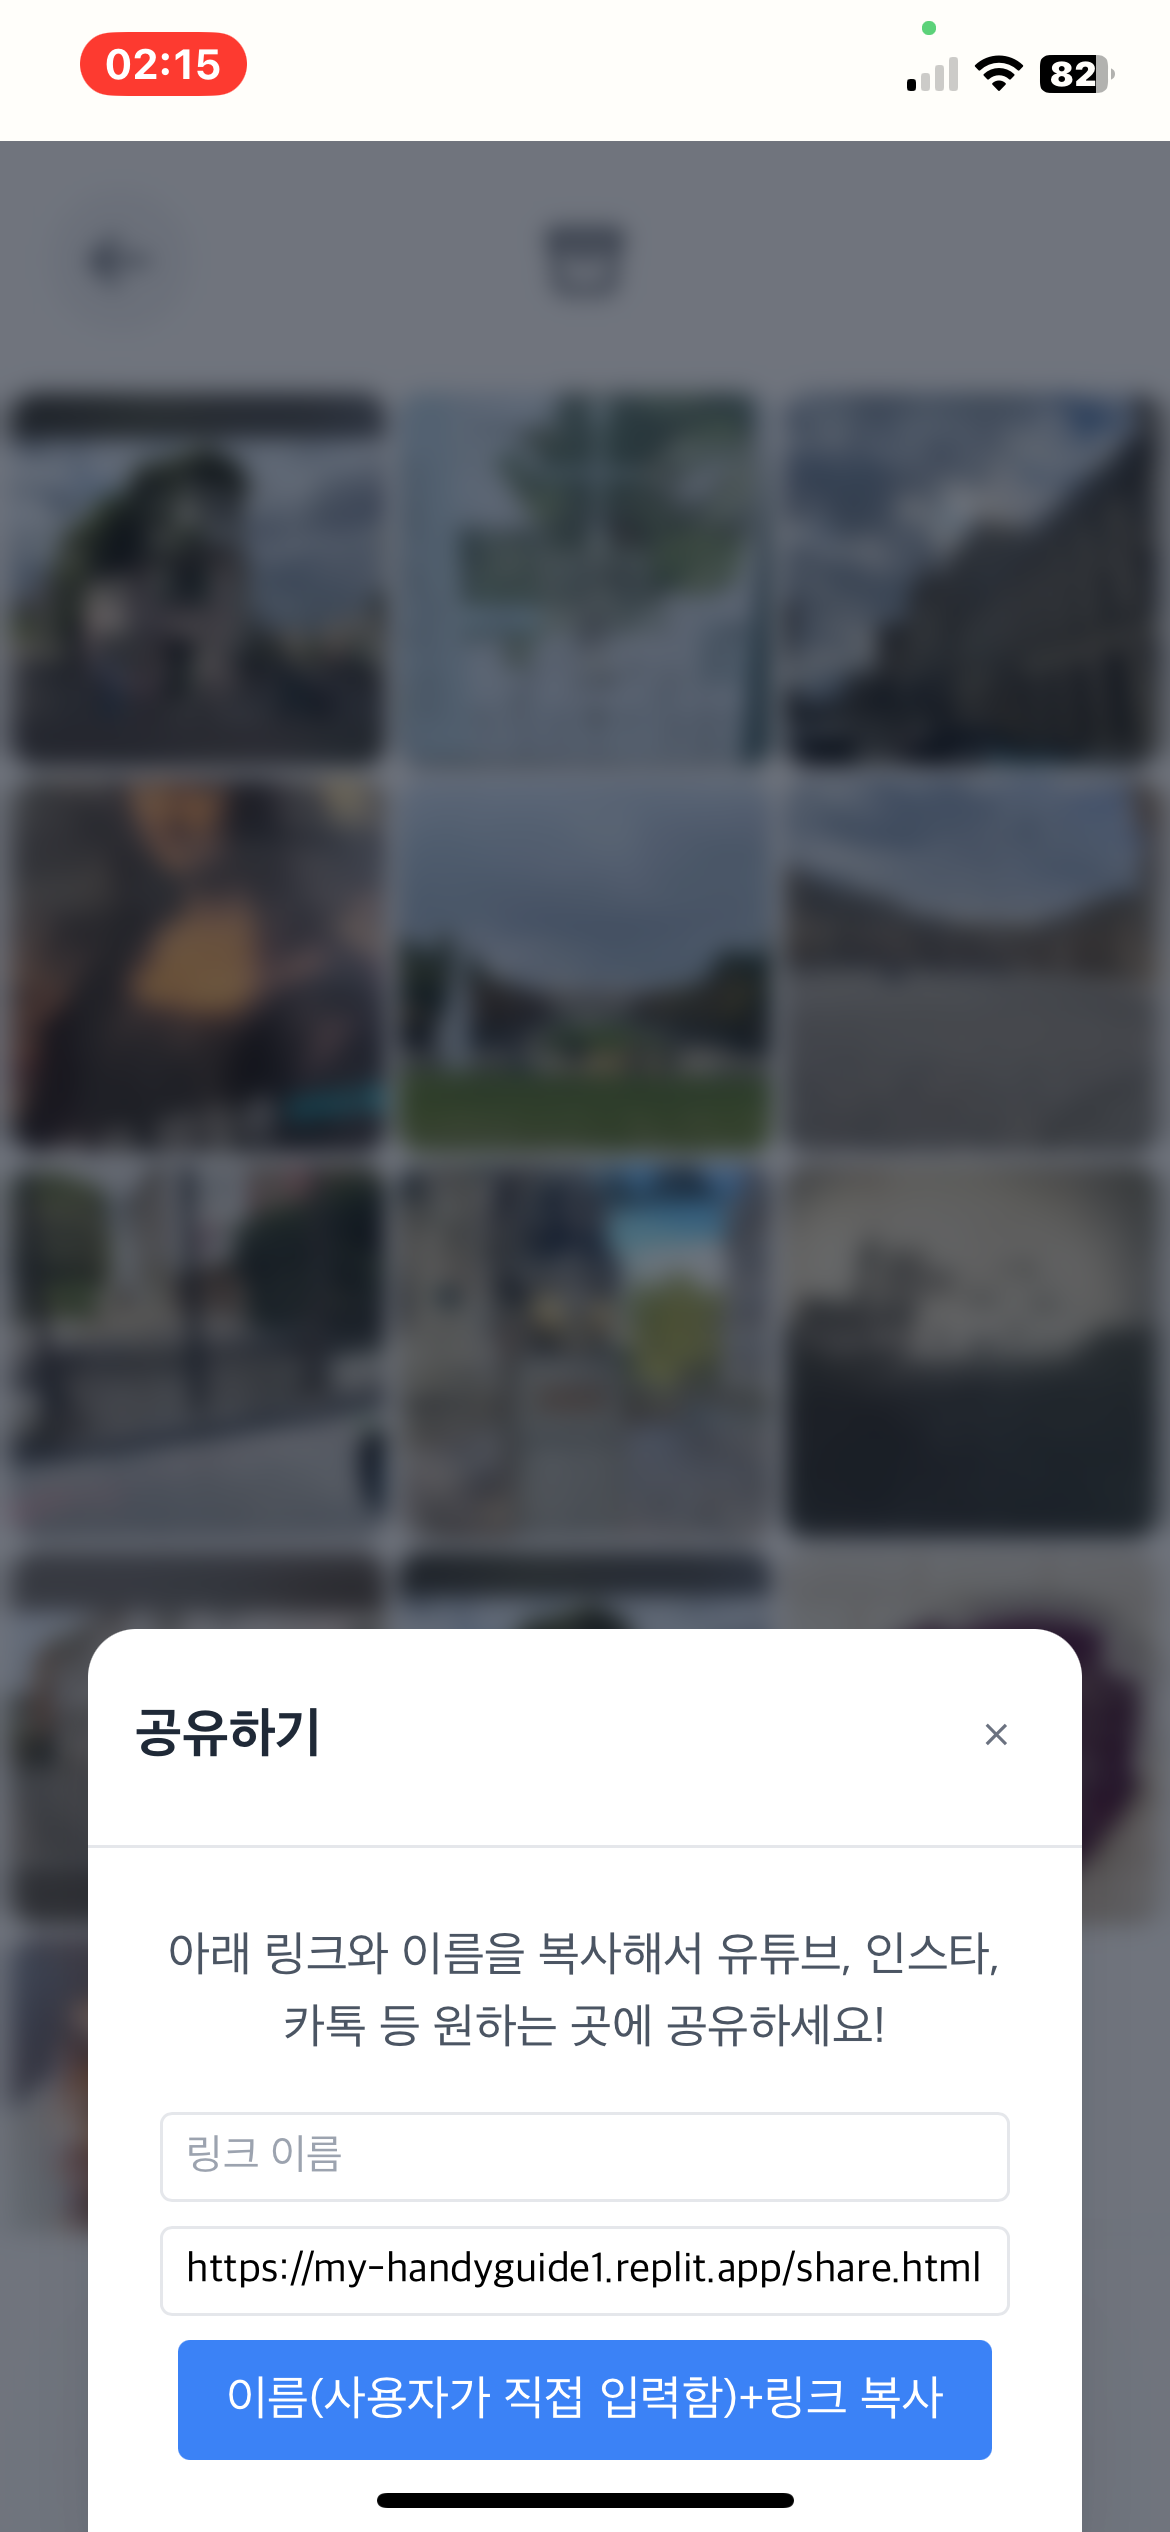 02:15
82
공유하기
×
아래 링크와 이름을 복사해서 유튜브, 인스타,
카톡 등 원하는 곳에 공유하세요!
링크 이름
https://my-handyguide1.replit.app/share.html
이름(사용자가 직접 입력함)+링크 복사